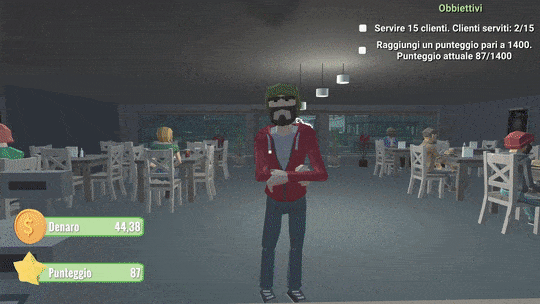 Obbiettivi
Servire 15 clienti. Clienti serviti: 2/15
Raggiungi un punteggio pari a 1400.
Punteggio attuale 87/1400
Denaro 44,38
Punteggio 87